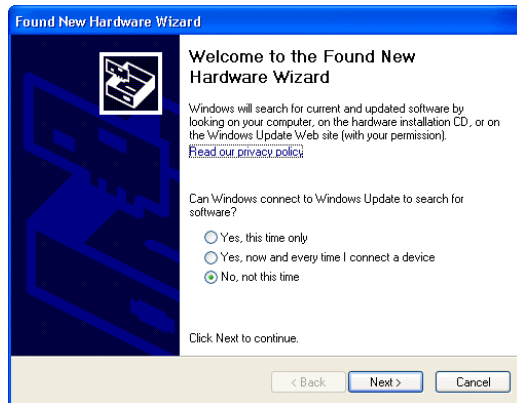 Found New Hardware Wizard
Welcome to the Found New
Hardware Wizard
Windows will search for current and updated software by
looking on your computer, on the hardware installation CD, or on
the Windows Update Web site (with your permission).
Read our privacy policy
Can Windows connect to Windows Update to search for
software?
Yes, this time only
Yes, now and every time I connect a device
No, not this time
Click Next to continue.
< Back
Next >
Cancel